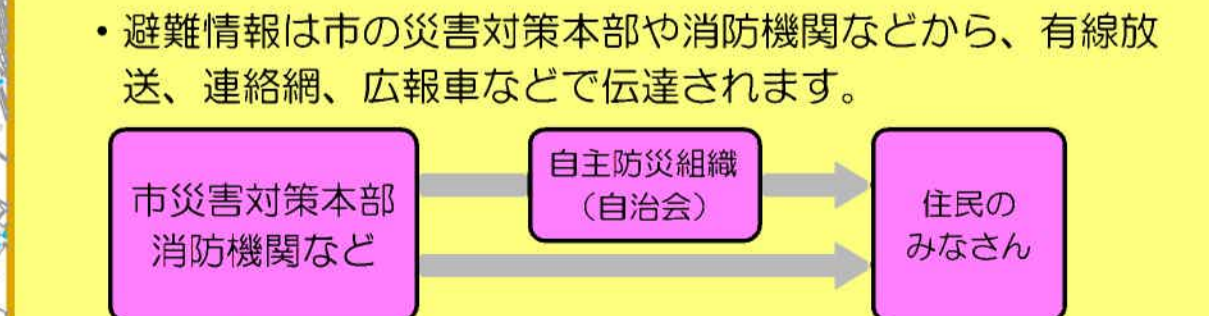 ・避難情報は市の災害対策本部や消防機関などから、有線放
送、連絡網、広報車などで伝達されます。
市災害対策本部
消防機関など
自主防災組織
（自治会）
住民の
みなさん